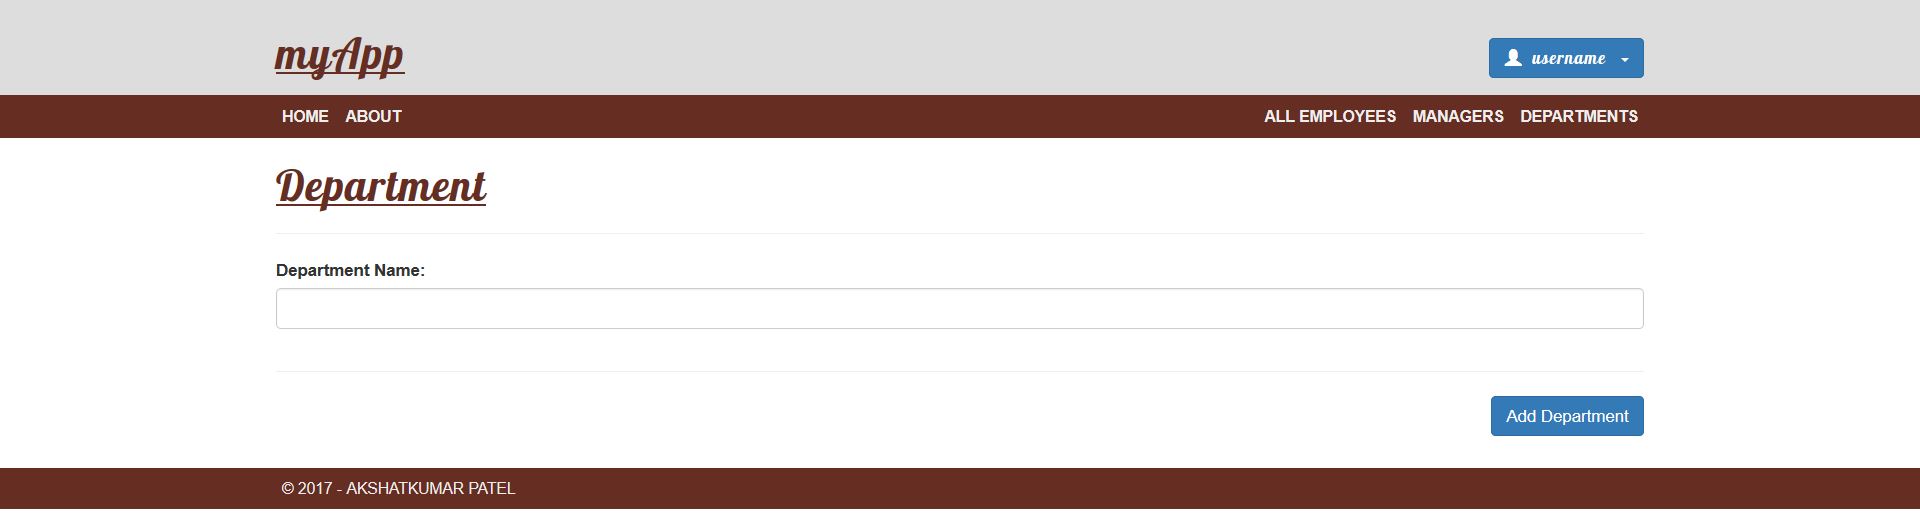 myApp
username
HOME ABOUT ALL EMPLOYEES MANAGERS DEPARTMENTS
Department
Department Name:
Add Department
© 2017 - AKSHATKUMAR PATEL